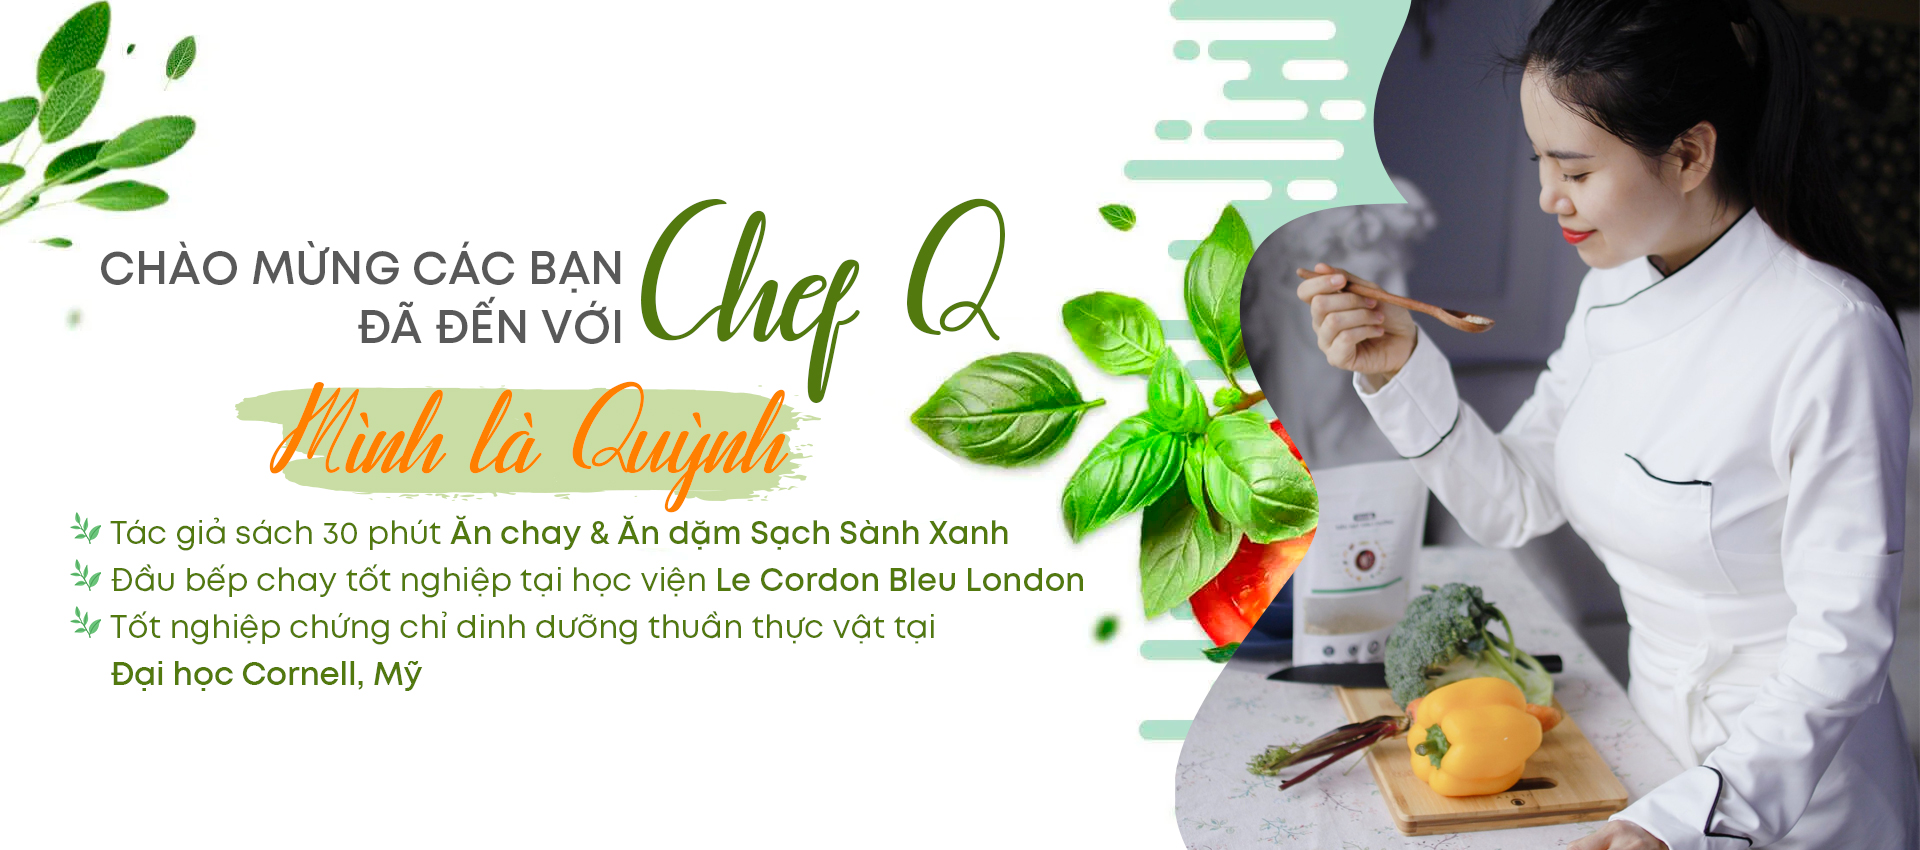 CHÀO MỪNG CÁC BẠN
ĐÃ ĐẾN VỚI
Chef Q
Mình là Quỳnh
Tác giả sách 30 phút Ăn chay & Ăn dặm Sạch Sành Xanh
Đầu bếp chay tốt nghiệp tại học viện Le Cordon Bleu London
Tốt nghiệp chứng chỉ dinh dưỡng thuần thực vật tại
Đại học Cornell, Mỹ